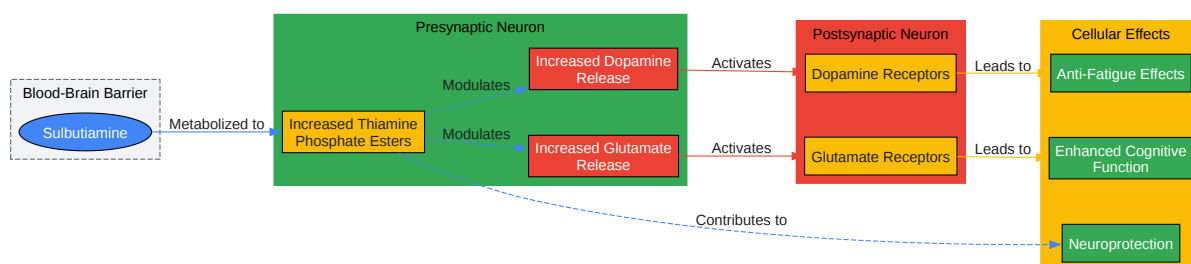 Blood-Brain Barrier
Sulbutiamine
Metabolized to
Presynaptic Neuron
Increased Thiamine
Phosphate Esters
Modulates
Increased Dopamine
Release
Modulates
Increased Glutamate
Release
Activates
Activates
Postsynaptic Neuron
Dopamine Receptors
Glutamate Receptors
Leads to
Leads to
Contributes to
Cellular Effects
Anti-Fatigue Effects
Enhanced Cognitive
Function
Neuroprotection